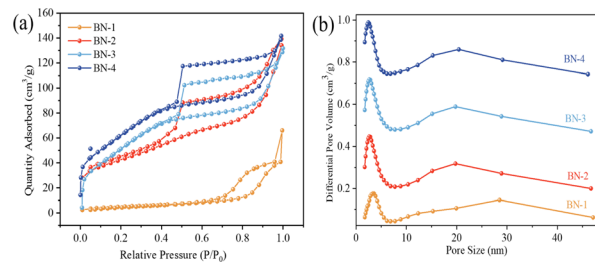 (a)
160
140
120
100
80
60
40
20
0
Quantity Adsorbed (cm³/g)
BN-1
BN-2
BN-3
BN-4
0.0 0.2 0.4 0.6 0.8 1.0
Relative Pressure (P/P₀)
(b)
1.0
0.8
0.6
0.4
0.2
Differential Pore Volume (cm³/g)
BN-4
BN-3
BN-2
BN-1
0 10 20 30 40
Pore Size (nm)